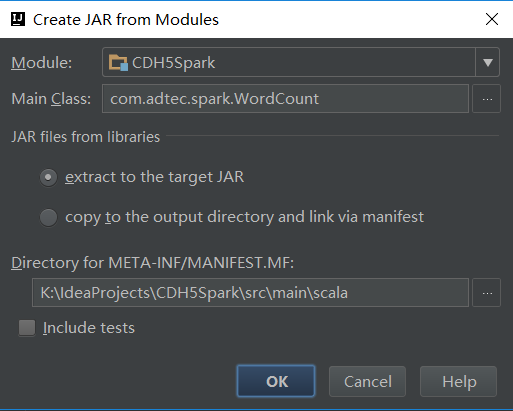 Create JAR from Modules
Module: CDH5Spark
Main Class: com.adtec.spark.WordCount ...
JAR files from libraries
extract to the target JAR
copy to the output directory and link via manifest
Directory for META-INF/MANIFEST.MF:
K:\IdeaProjects\CDH5Spark\src\main\scala ...
Include tests
OK Cancel Help